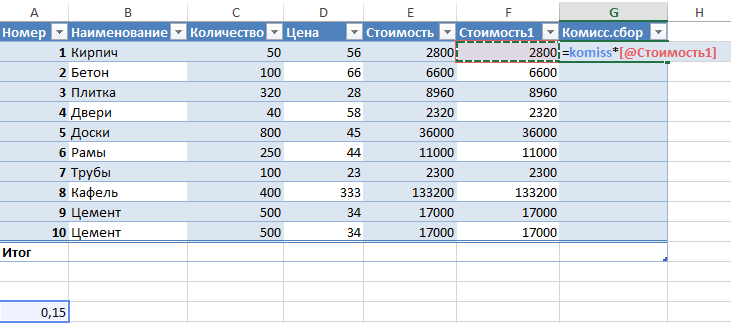 A B C D E F G H
Номер Наименование Количество Цена Стоимость Стоимость1 Комисс.сбор
1 Кирпич 50 56 2800 2800 =komiss*[@Стоимость1]
2 Бетон 100 66 6600 6600
3 Плитка 320 28 8960 8960
4 Двери 40 58 2320 2320
5 Доски 800 45 36000 36000
6 Рамы 250 44 11000 11000
7 Трубы 100 23 2300 2300
8 Кафель 400 333 133200 133200
9 Цемент 500 34 17000 17000
10 Цемент 500 34 17000 17000
Итог
0,15